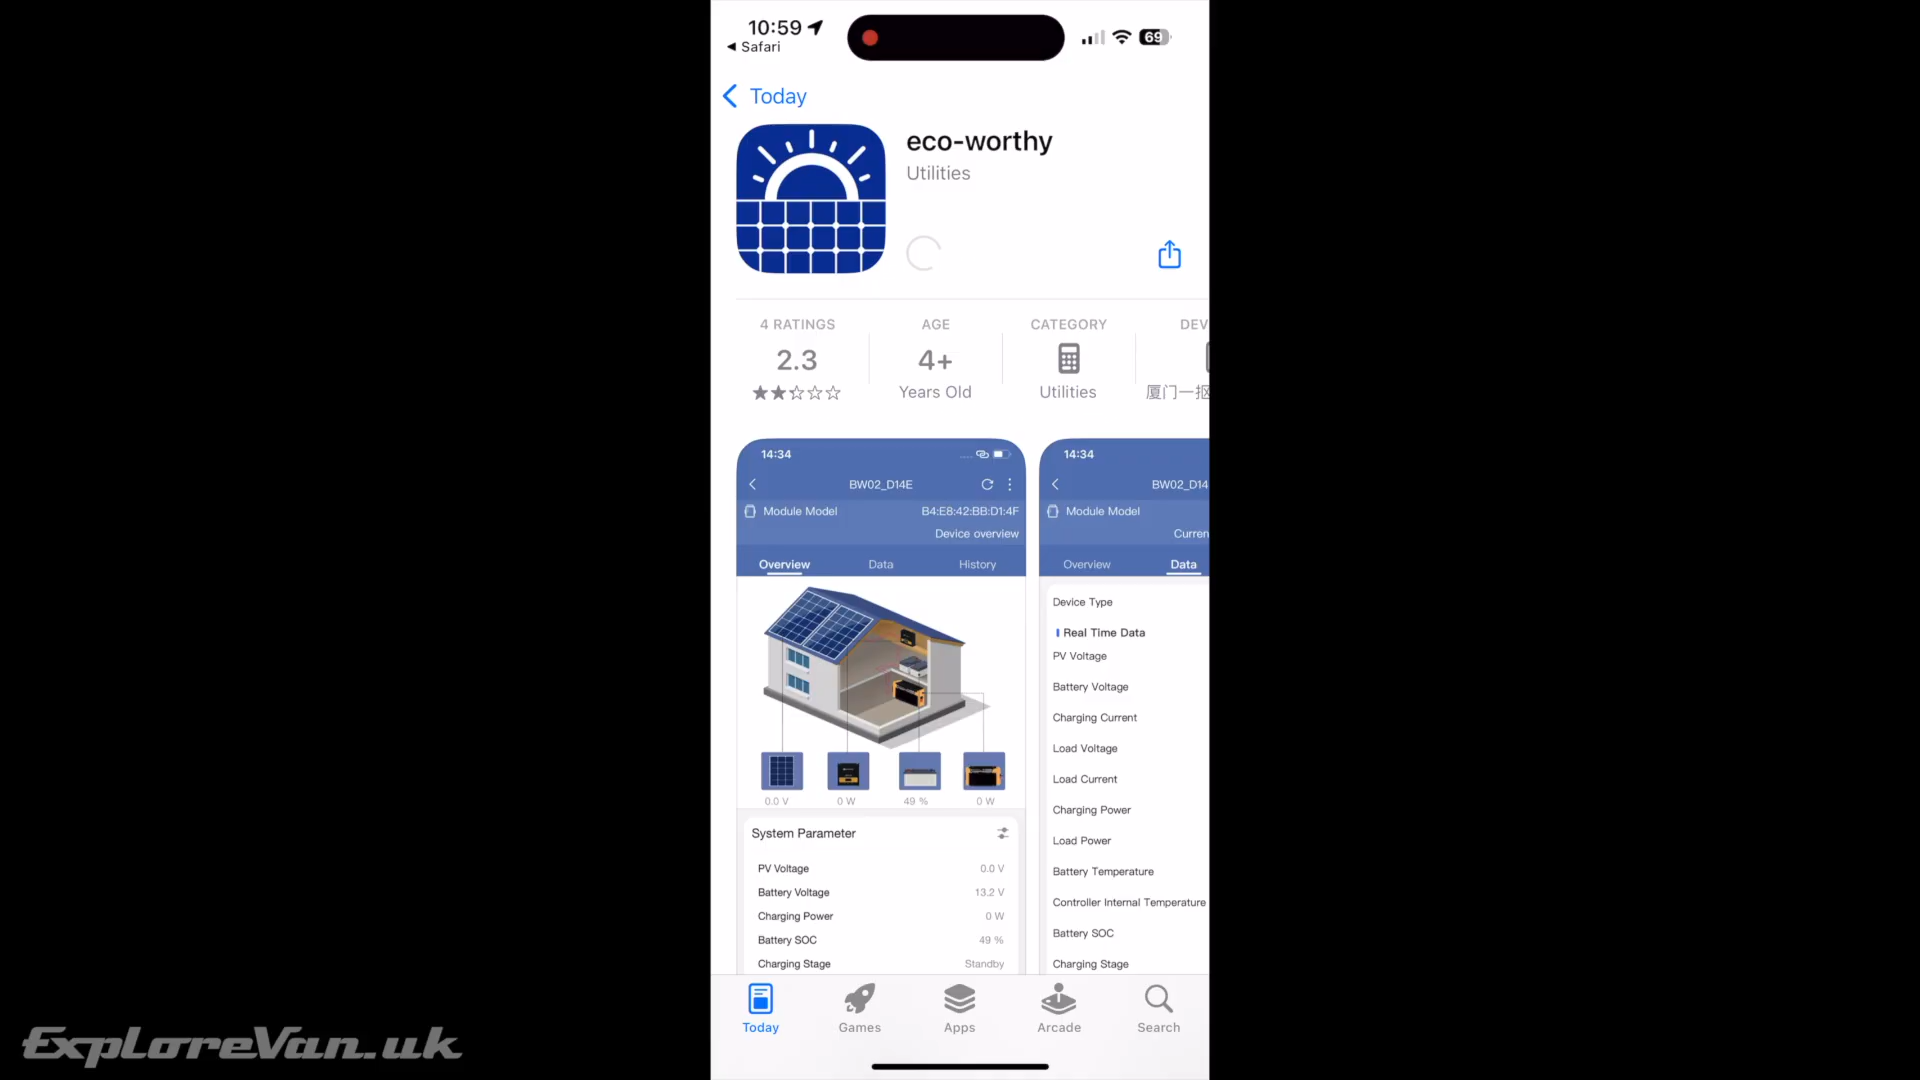 10:59
69
Safari
Today
eco-worthy
Utilities
4 RATINGS
AGE
CATEGORY
DEV
2.3
4+
Years Old
Utilities
厦门一抠
14:34
BW02_D14E
Module Model
B4:E8:42:BB:D1:4F
Device overview
Overview
Data
History
0.0 V
0 W
49 %
0 W
System Parameter
PV Voltage
0.0 V
Battery Voltage
13.2 V
Charging Power
0 W
Battery SOC
49 %
Charging Stage
Standby
14:34
BW02_D14
Module Model
Curren
Overview
Data
Device Type
Real Time Data
PV Voltage
Battery Voltage
Charging Current
Load Voltage
Load Current
Charging Power
Load Power
Battery Temperature
Controller Internal Temperature
Battery SOC
Charging Stage
Today
Games
Apps
Arcade
Search
ExploreVan.uk